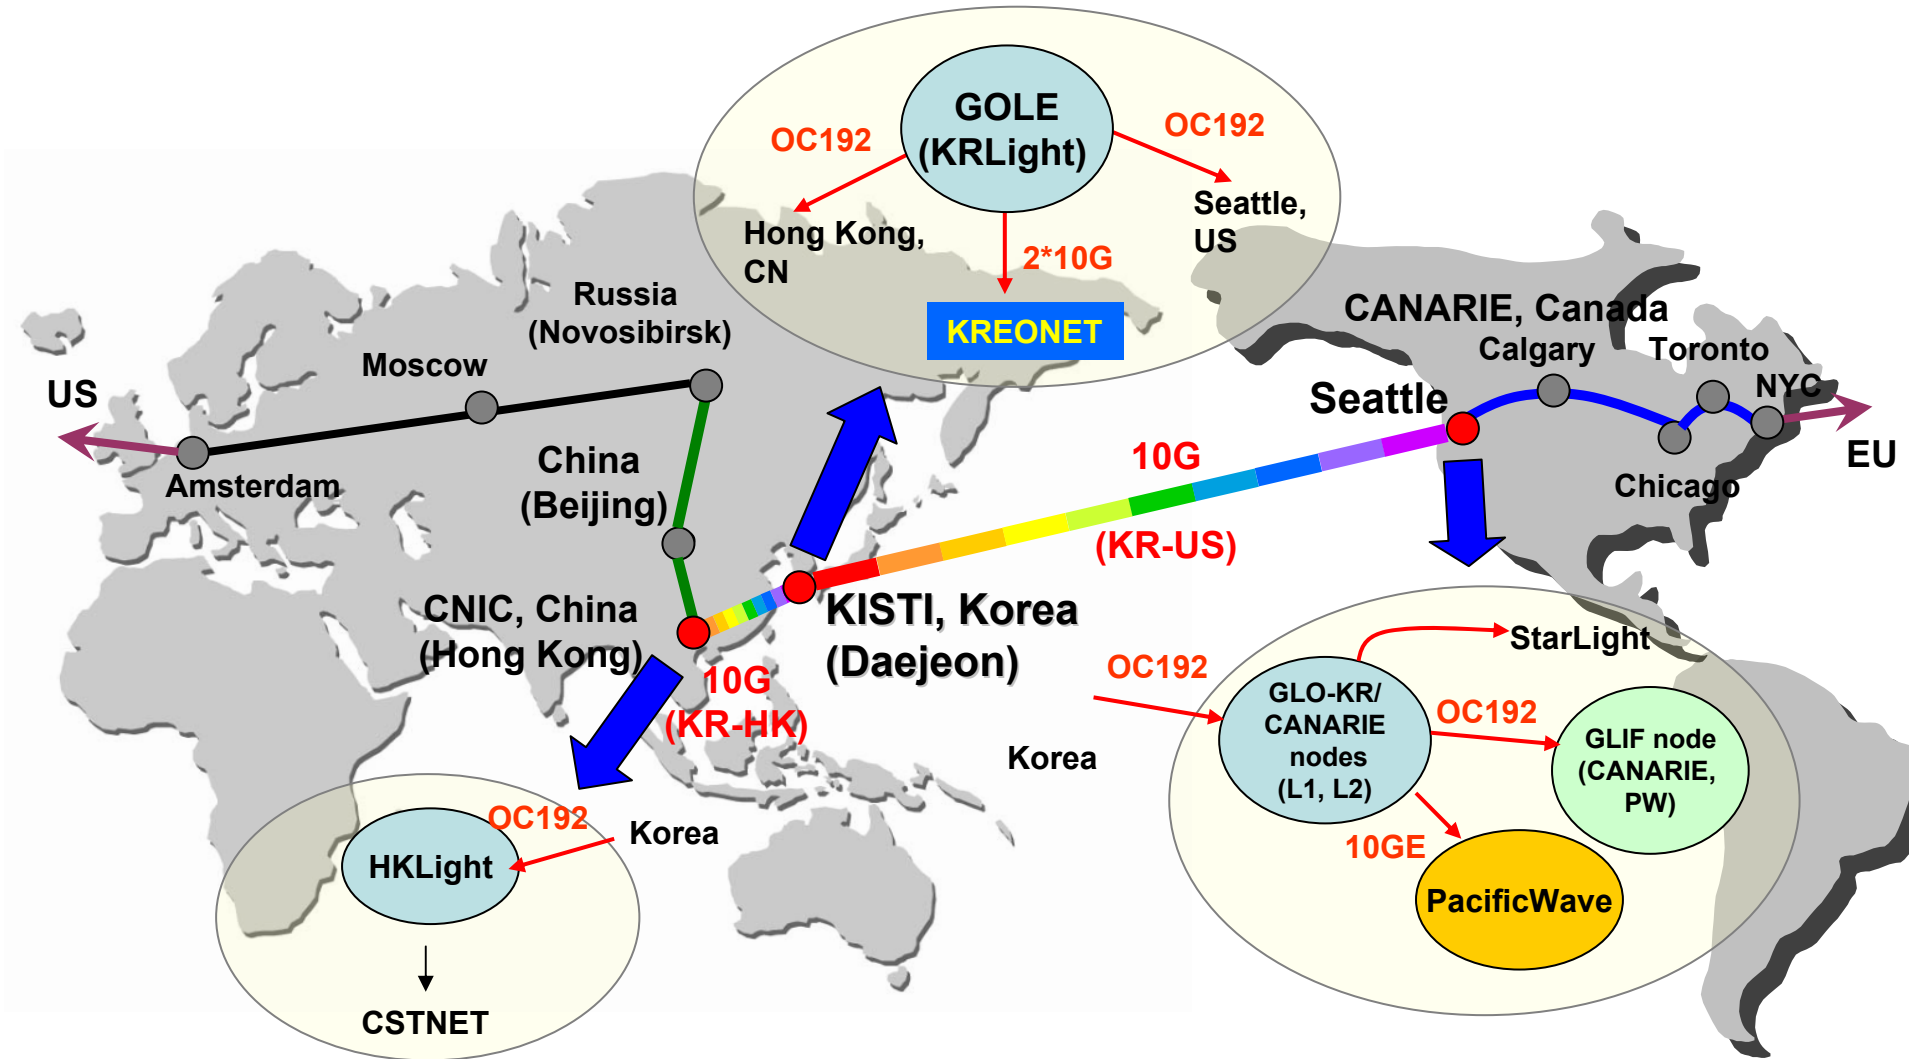 GOLE
(KRLight)
OC192
OC192
Hong Kong,
CN
Seattle,
US
2*10G
KREONET
Russia
(Novosibirsk)
Moscow
US
Amsterdam
China
(Beijing)
CNIC, China
(Hong Kong)
KISTI, Korea
(Daejeon)
10G
(KR-HK)
10G
(KR-US)
CANARIE, Canada
Calgary
Toronto
NYC
Seattle
Chicago
EU
HKLight
OC192
Korea
CSTNET
Korea
OC192
GLO-KR/
CANARIE
nodes
(L1, L2)
StarLight
OC192
GLIF node
(CANARIE,
PW)
10GE
PacificWave